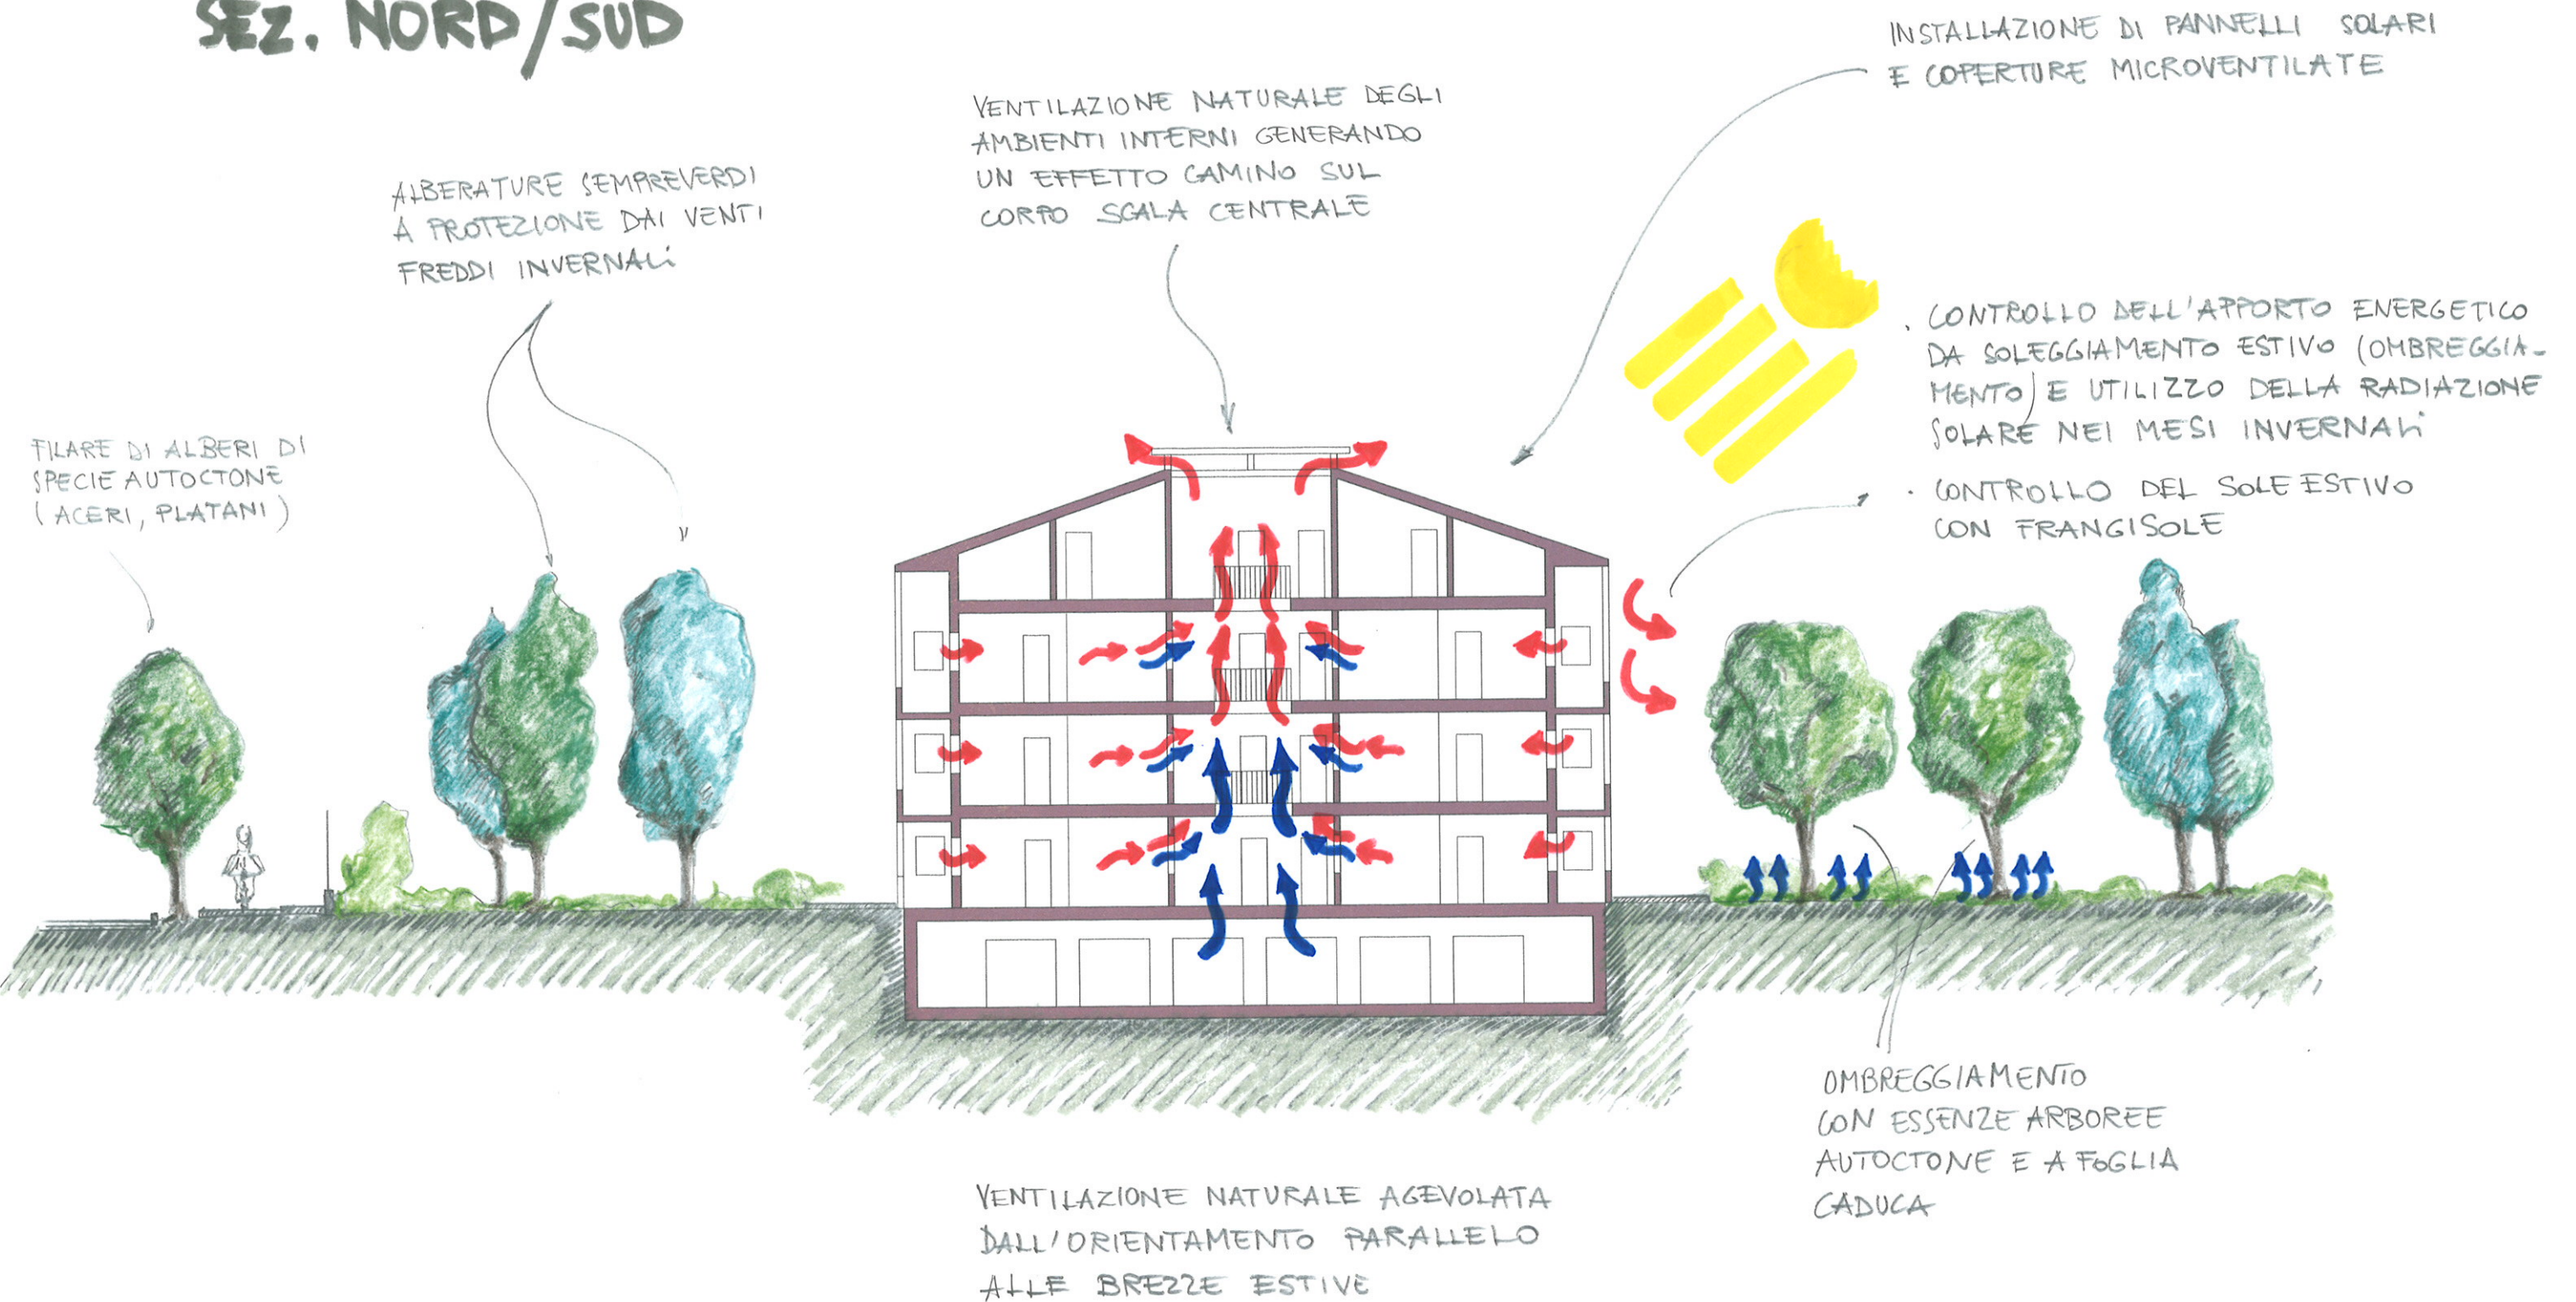 SEZ. NORD/SUD
INSTALLAZIONE DI PANNELLI SOLARI
E COPERTURE MICROVENTILATE
VENTILAZIONE NATURALE DEGLI
AMBIENTI INTERNI GENERANDO
UN EFFETTO CAMINO SUL
CORPO SCALA CENTRALE
ALBERATURE SEMPREVERDI
A PROTEZIONE DAI VENTI
FREDDI INVERNALi
. CONTROLLO DELL'APPORTO ENERGETICO
DA SOLEGGIAMENTO ESTIVO (OMBREGGIA-
MENTO) E UTILIZZO DELLA RADIAZIONE
SOLARE NEI MESI INVERNALi
. CONTROLLO DEL SOLE ESTIVO
CON FRANGISOLE
FILARE DI ALBERI DI
SPECIE AUTOCTONE
(ACERI, PLATANI)
OMBREGGIAMENTO
CON ESSENZE ARBOREE
AUTOCTONE E A FOGLIA
CADUCA
VENTILAZIONE NATURALE AGEVOLATA
DALL'ORIENTAMENTO PARALLELO
ALLE BREZZE ESTIVE